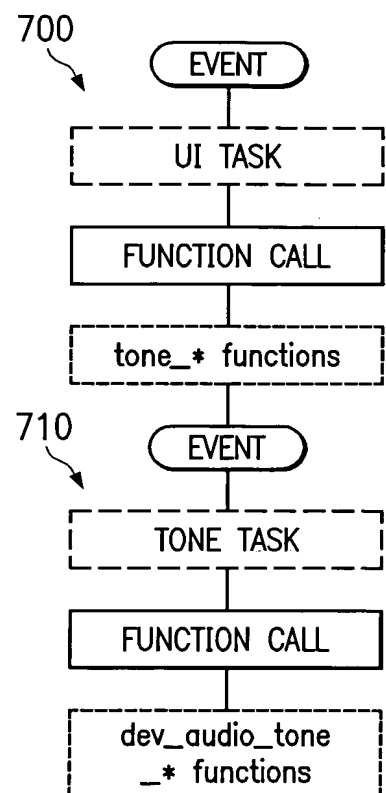 700
EVENT
UI TASK
FUNCTION CALL
tone_* functions
710
EVENT
TONE TASK
FUNCTION CALL
dev_audio_tone
_* functions